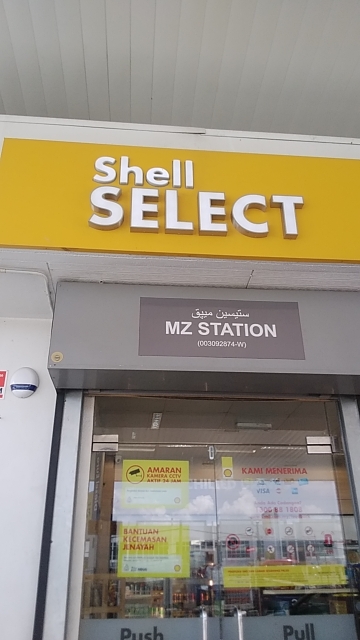 Shell
SELECT
ستيسين ميبق
MZ STATION
(003092874-W)
AMARAN
KAMERA CCTV
AKTIF 24 JAM
KAMI MENERIMA
VISA
BANTUAN
KECEMASAN
JENAYAH
Push
Pull